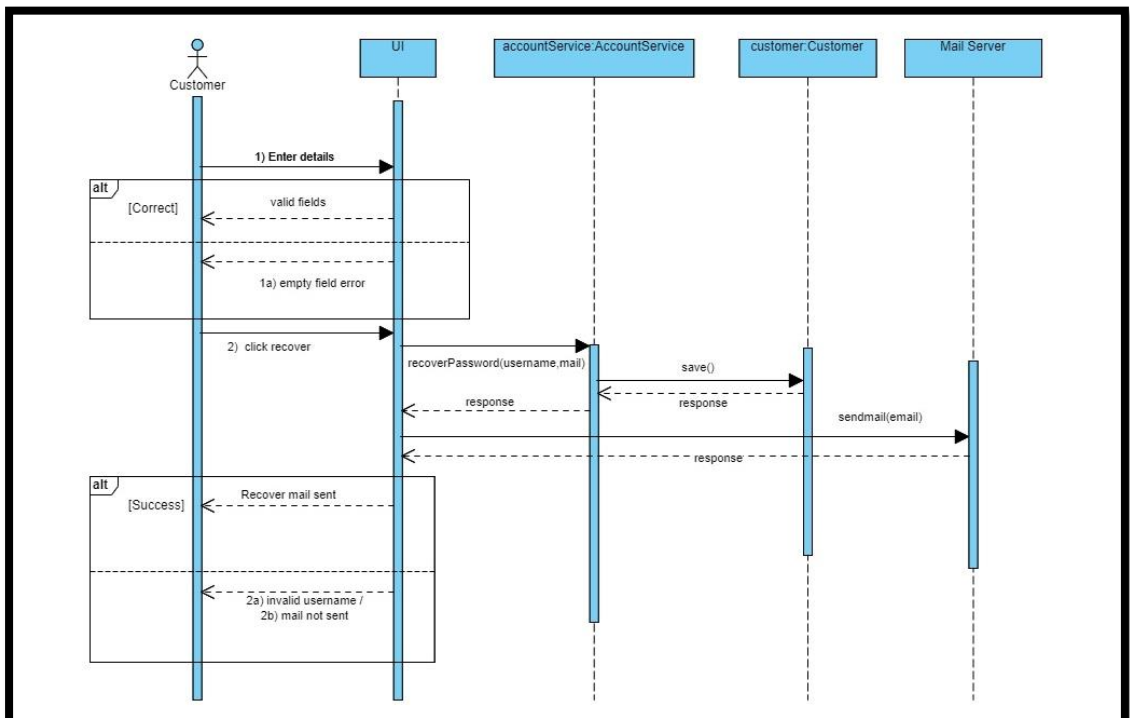 Customer
UI
accountService:AccountService
customer:Customer
Mail Server
1) Enter details
alt
[Correct]
valid fields
1a) empty field error
2) click recover
recoverPassword(username,mail)
save()
response
response
sendmail(email)
response
alt
[Success]
Recover mail sent
2a) invalid username /
2b) mail not sent